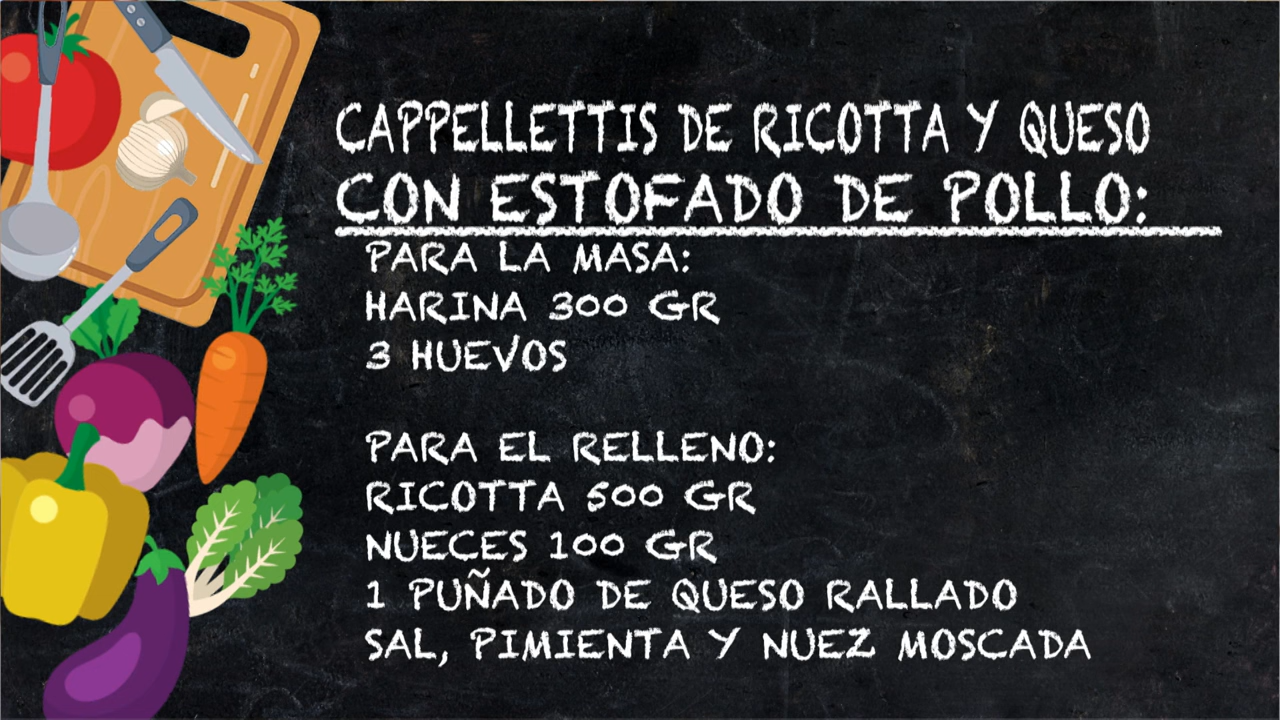 CAPPELLETTIS DE RICOTTA Y QUESO
CON ESTOFADO DE POLLO:
PARA LA MASA:
HARINA 300 GR
3 HUEVOS
PARA EL RELLENO:
RICOTTA 500 GR
NUECES 100 GR
1 PUÑADO DE QUESO RALLADO
SAL, PIMIENTA Y NUEZ MOSCADA